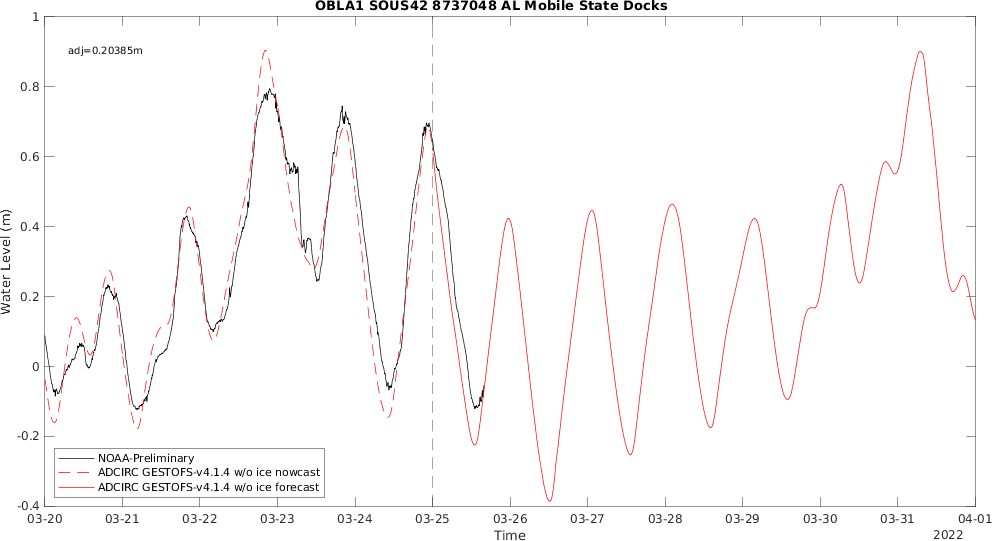 OBLA1 SOUS42 8737048 AL Mobile State Docks
adj=0.20385m
Water Level (m)
1
0.8
0.6
0.4
0.2
0
-0.2
-0.4
NOAA-Preliminary
ADCIRC GESTOFS-v4.1.4 w/o ice nowcast
ADCIRC GESTOFS-v4.1.4 w/o ice forecast
03-20 03-21 03-22 03-23 03-24 03-25 03-26 03-27 03-28 03-29 03-30 03-31 04-01
Time
2022